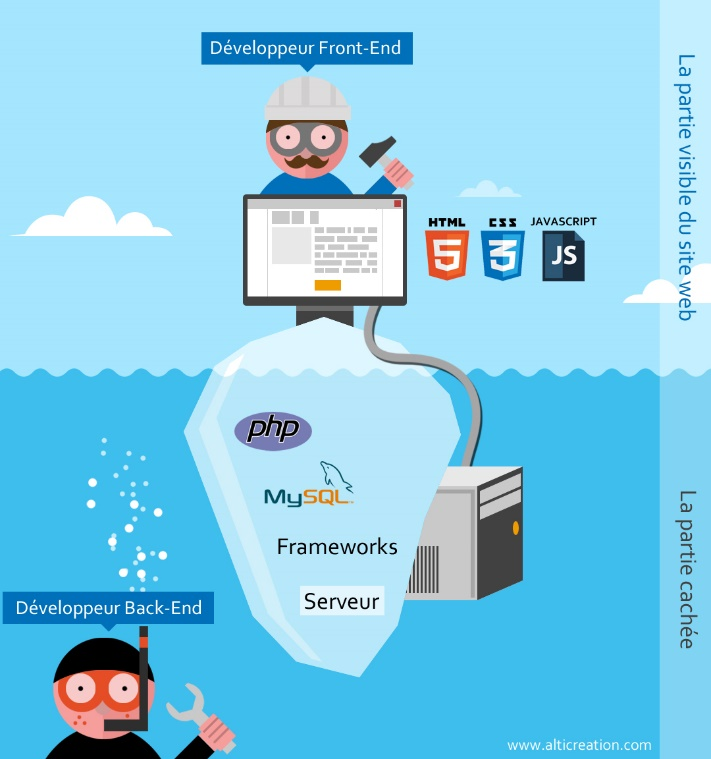 Développeur Front-End
La partie visible du site web
HTML
CSS
JAVASCRIPT
5
3
JS
php
MySQL
Frameworks
Serveur
La partie cachée
Développeur Back-End
www.alticreation.com